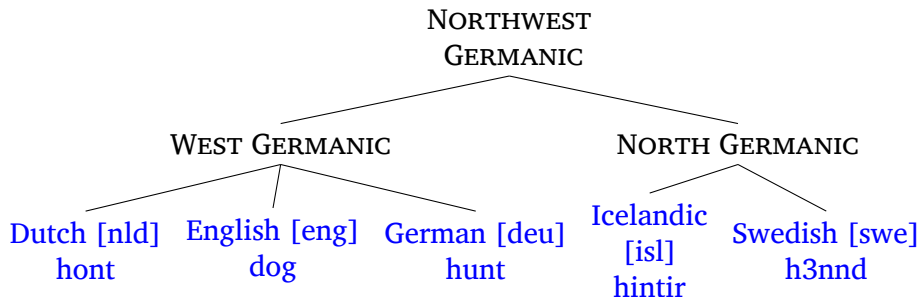 NORTHWEST
GERMANIC
WEST GERMANIC
NORTH GERMANIC
Dutch [nld]
hont
English [eng]
dog
German [deu]
hunt
Icelandic
[isl]
hintir
Swedish [swe]
h3nnd